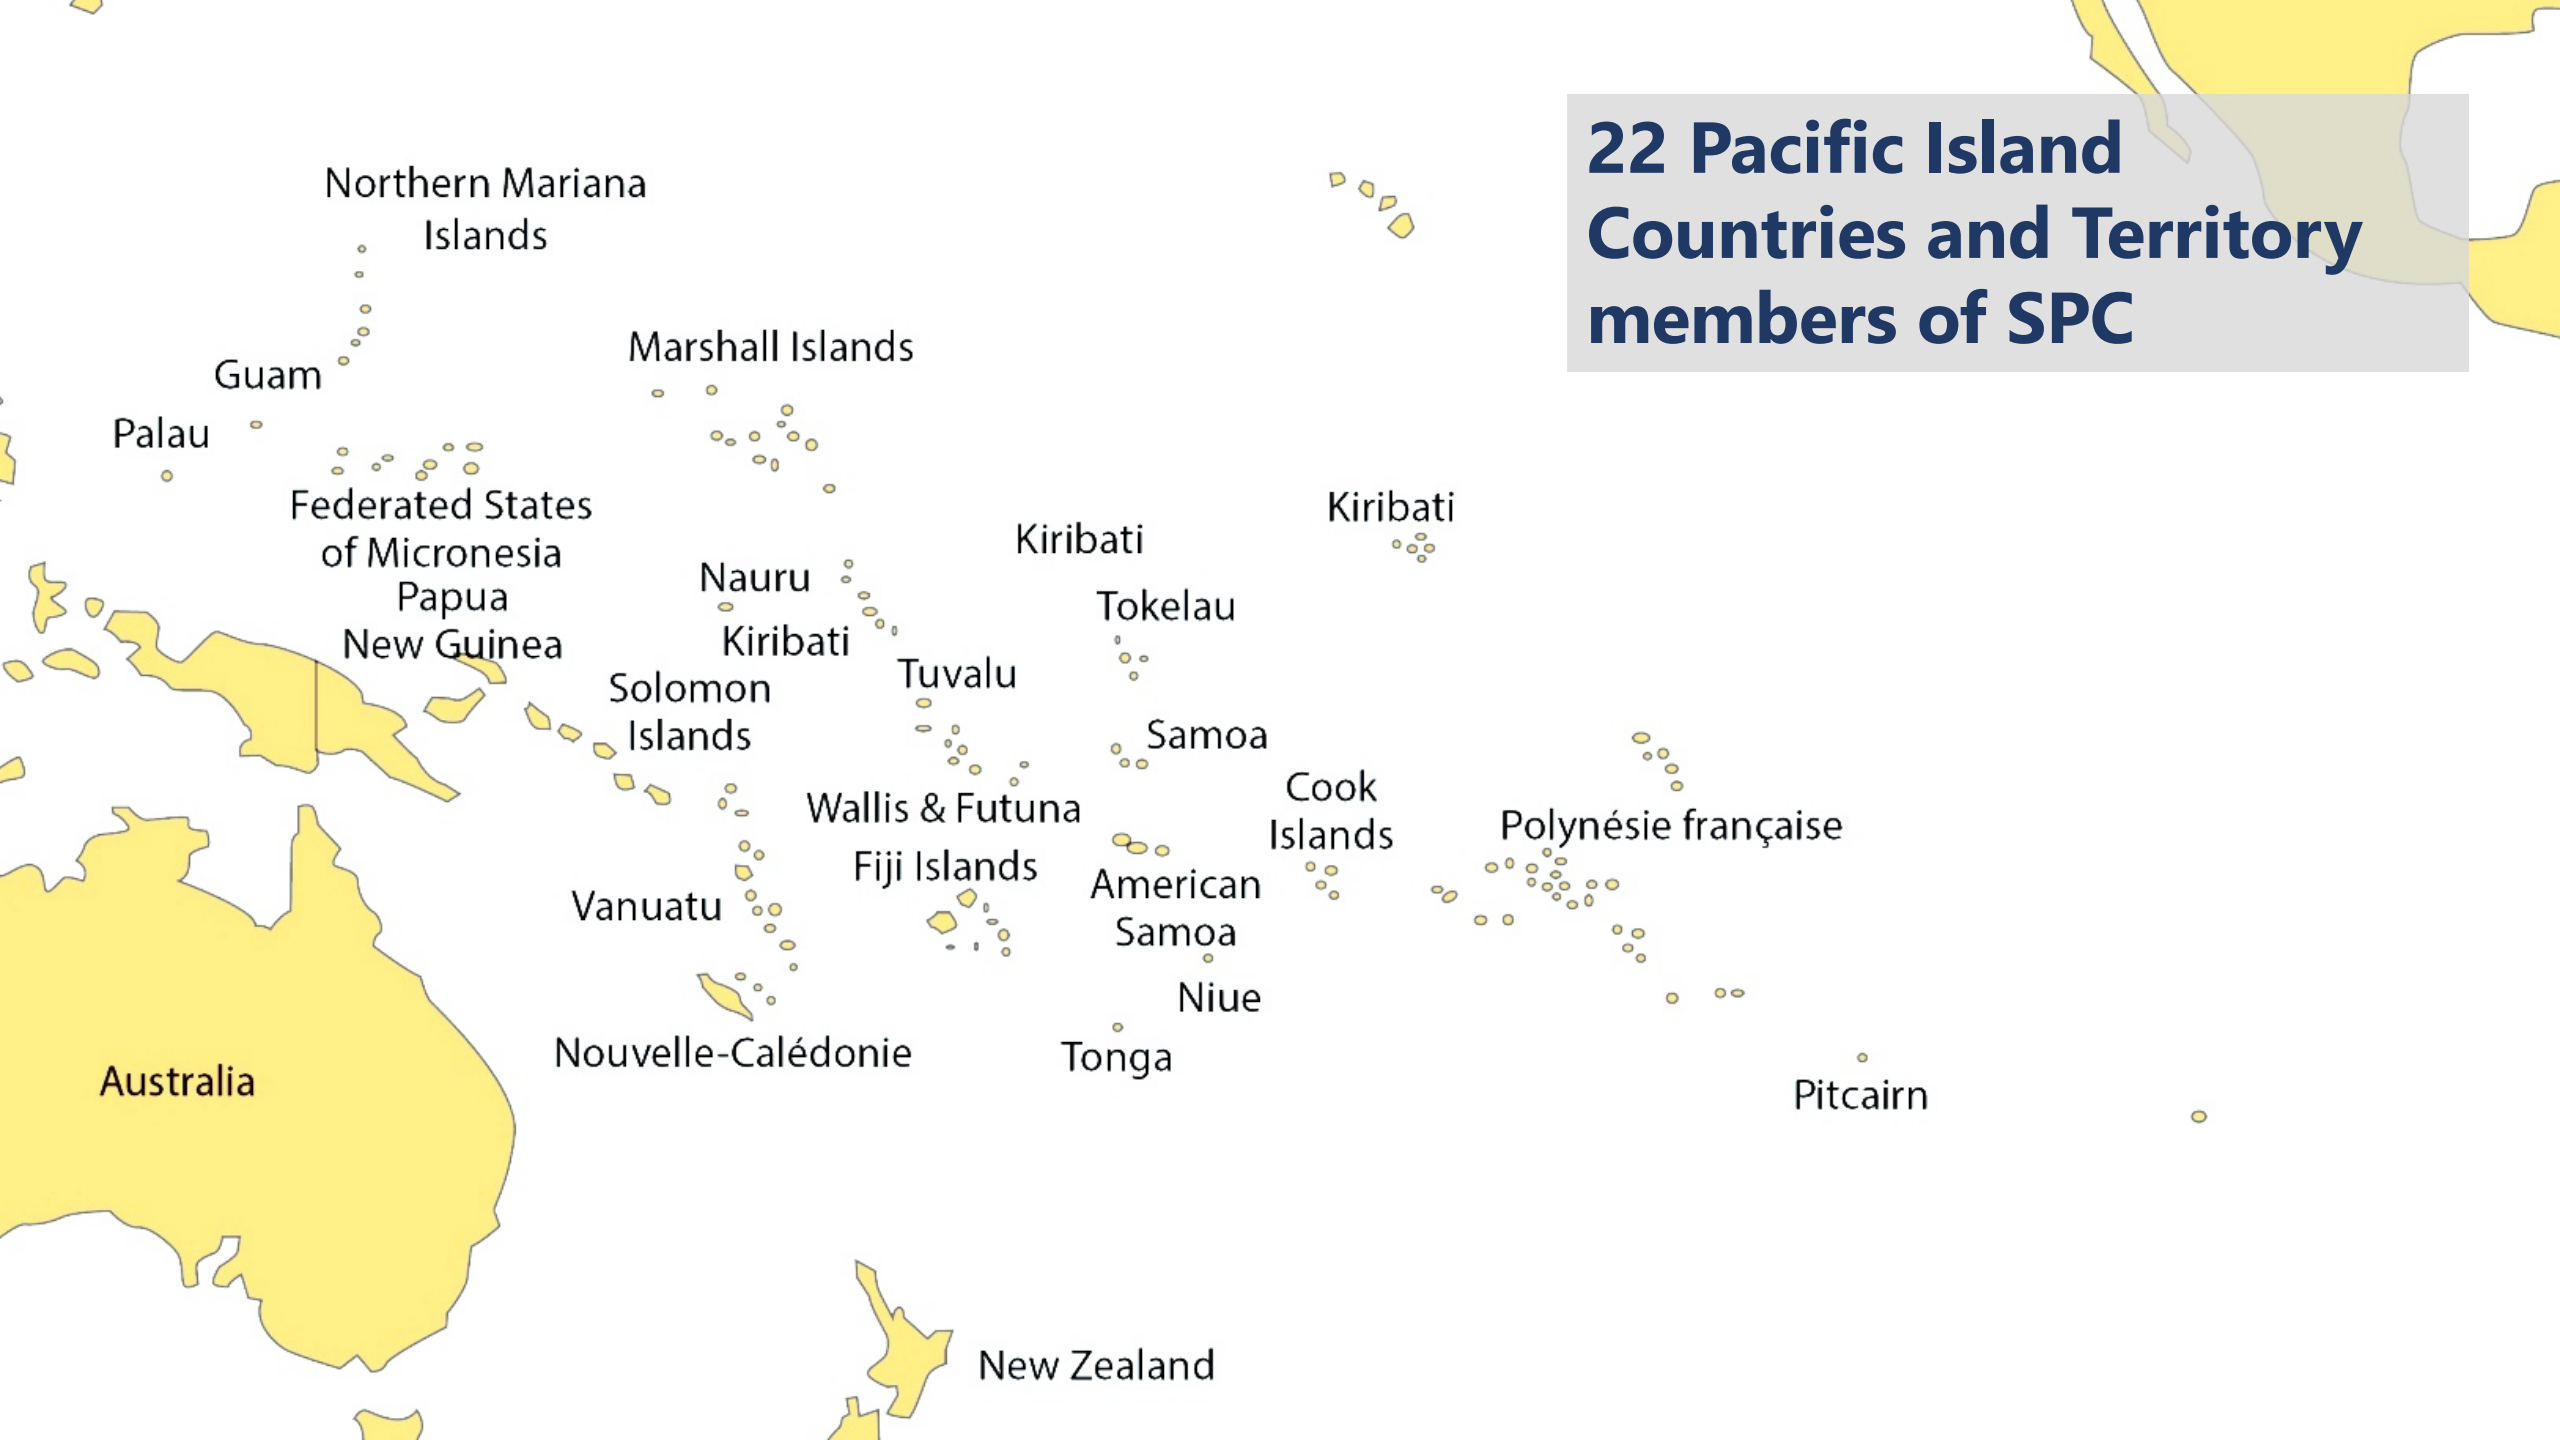 22 Pacific Island
Countries and Territory
members of SPC
Northern Mariana
Islands
Guam
Palau
Marshall Islands
Federated States
of Micronesia
Papua
New Guinea
Nauru
Kiribati
Kiribati
Kiribati
Tokelau
Solomon
Islands
Tuvalu
Samoa
Wallis & Futuna
Cook
Islands
Polynésie française
Fiji Islands
American
Samoa
Vanuatu
Niue
Nouvelle-Calédonie
Tonga
Australia
Pitcairn
New Zealand